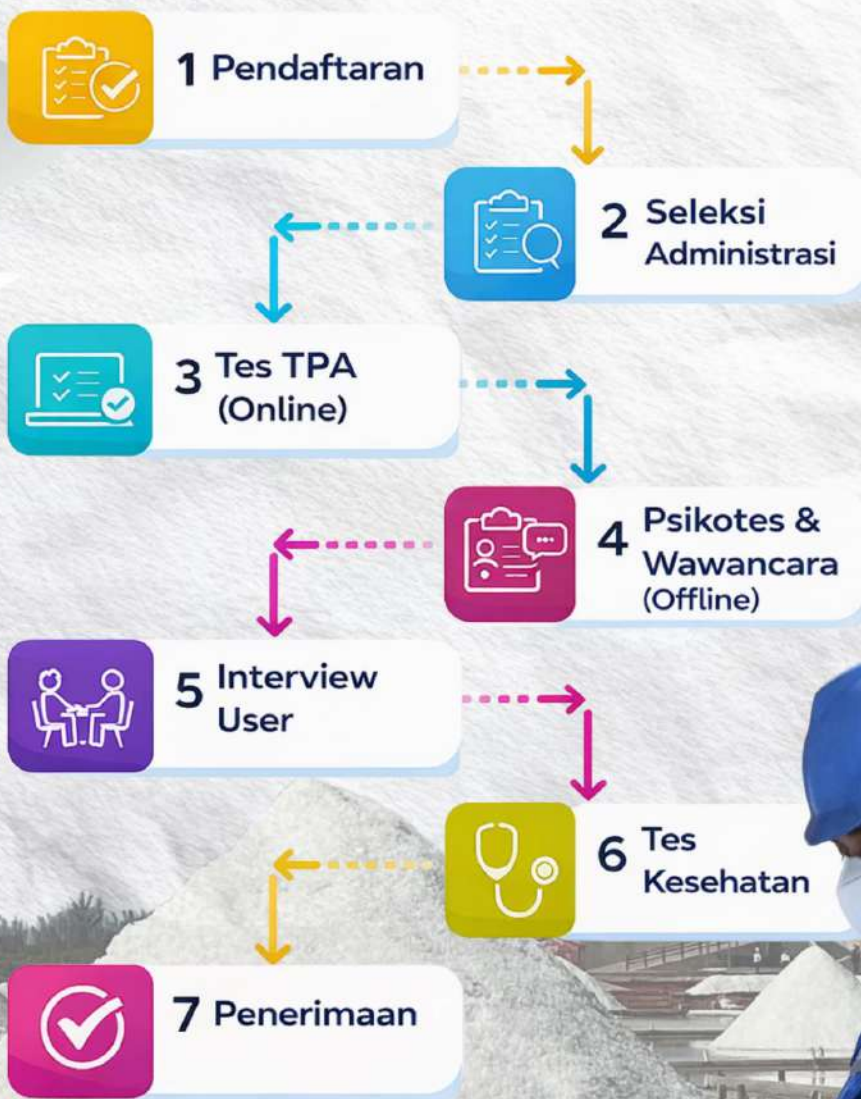 1 Pendaftaran
2 Seleksi
Administrasi
3 Tes TPA
(Online)
4 Psikotes &
Wawancara
(Offline)
5 Interview
User
6 Tes
Kesehatan
7 Penerimaan